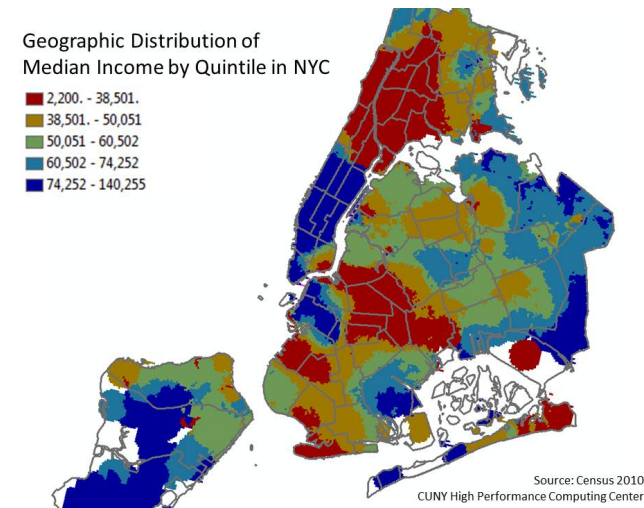 Geographic Distribution of
Median Income by Quintile in NYC
2,200. - 38,501.
38,501. - 50,051
50,051 - 60,502
60,502 - 74,252
74,252 - 140,255
Source: Census 2010
CUNY High Performance Computing Center